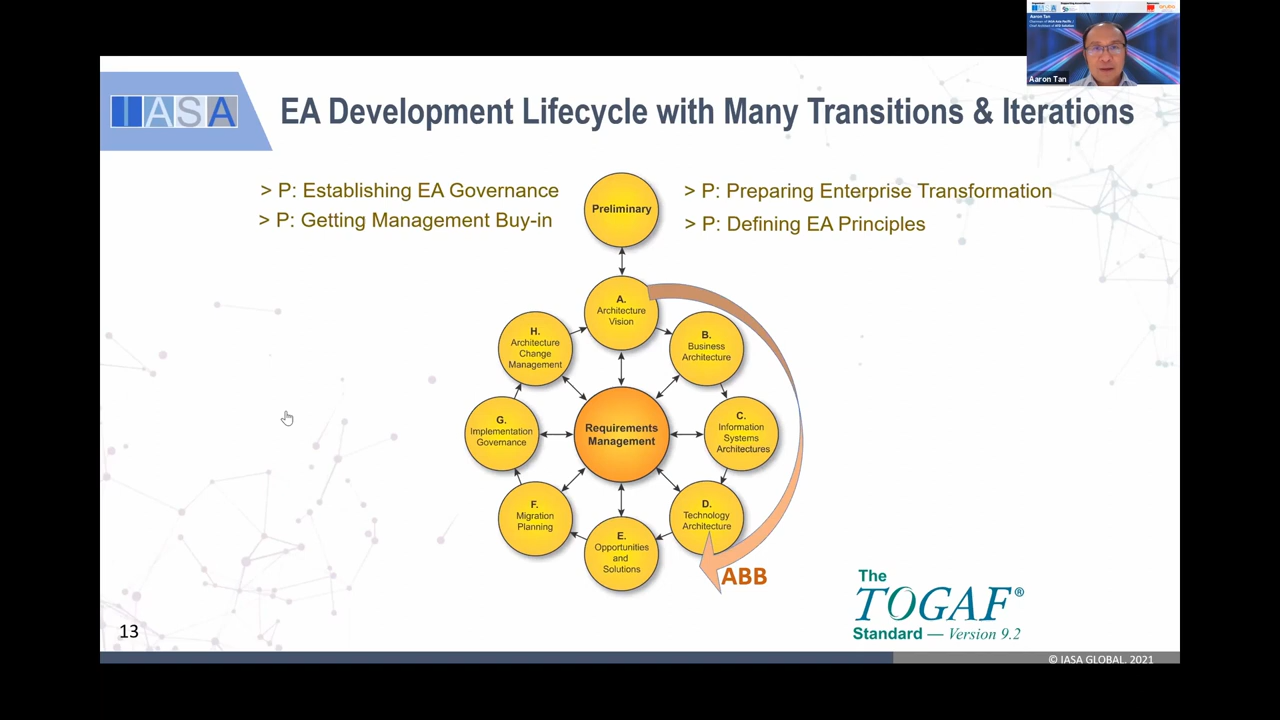 Aaron Tan
Aaron Tan
IASA
EA Development Lifecycle with Many Transitions & Iterations
> P: Establishing EA Governance
> P: Getting Management Buy-in
> P: Preparing Enterprise Transformation
> P: Defining EA Principles
Preliminary
A.
Architecture
Vision
B.
Business
Architecture
C.
Information
Systems
Architectures
D.
Technology
Architecture
E.
Opportunities
and
Solutions
F.
Migration
Planning
G.
Implementation
Governance
H.
Architecture
Change
Management
Requirements
Management
ABB
The
TOGAF®
Standard — Version 9.2
13
© IASA GLOBAL. 2021